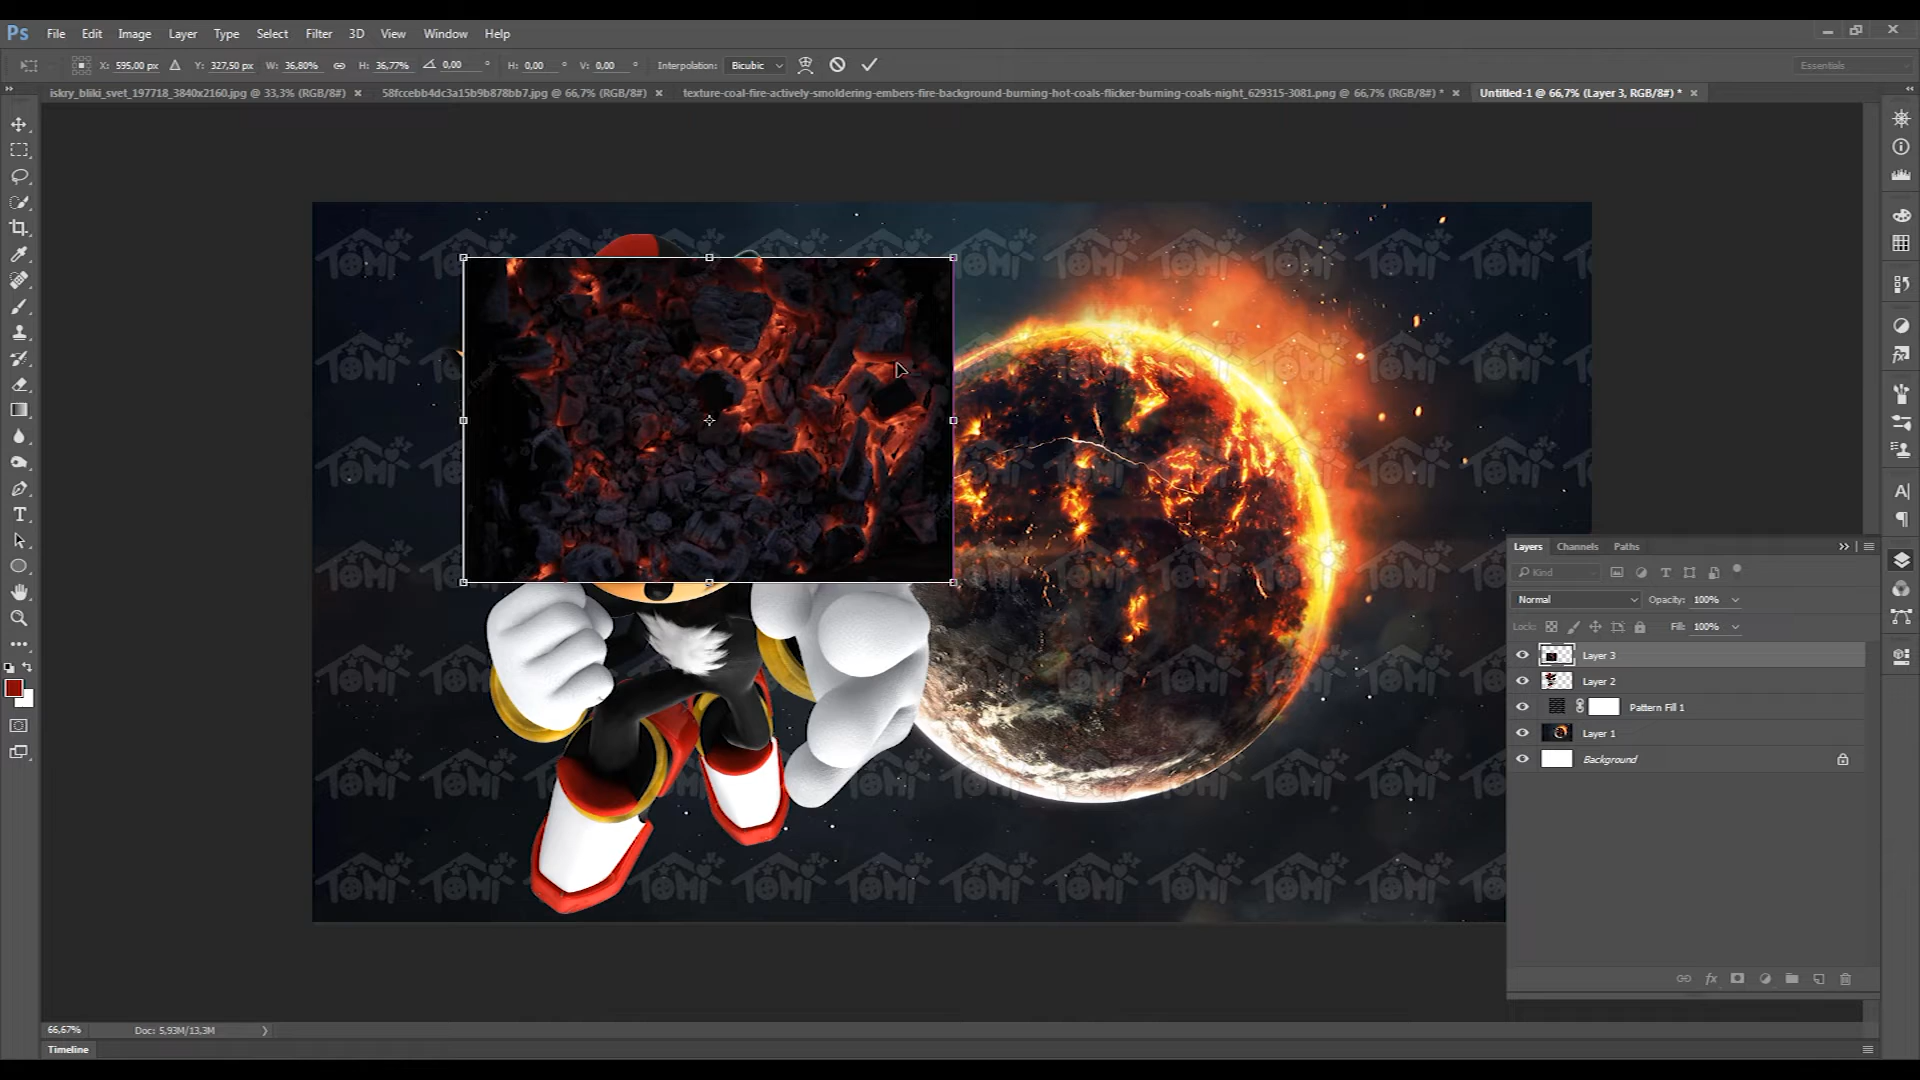 Ps File Edit Image Layer Type Select Filter 3D View Window Help
X: 595,00 px Y: 327,50 px W: 36,80% H: 36,77% 0,00 ° H: 0,00 ° V: 0,00 ° Interpolation: Bicubic Essentials
iskry_bliki_svet_197718_3840x2160.jpg @ 33,3% (RGB/8#) × 58fccebb4dc3a15b9b878bb7.jpg @ 66,7% (RGB/8#) × texture-coal-fire-actively-smoldering-embers-fire-background-burning-hot-coals-flicker-burning-coals-night_629315-3081.png @ 66,7% (RGB/8#) * × Untitled-1 @ 66,7% (Layer 3, RGB/8#) * ×
TOMJ
Layers Channels Paths
Kind
Normal Opacity: 100%
Lock: Fill: 100%
Layer 3
Layer 2
Pattern Fill 1
Layer 1
Background
66,67% Doc: 5,93M/13,3M
Timeline